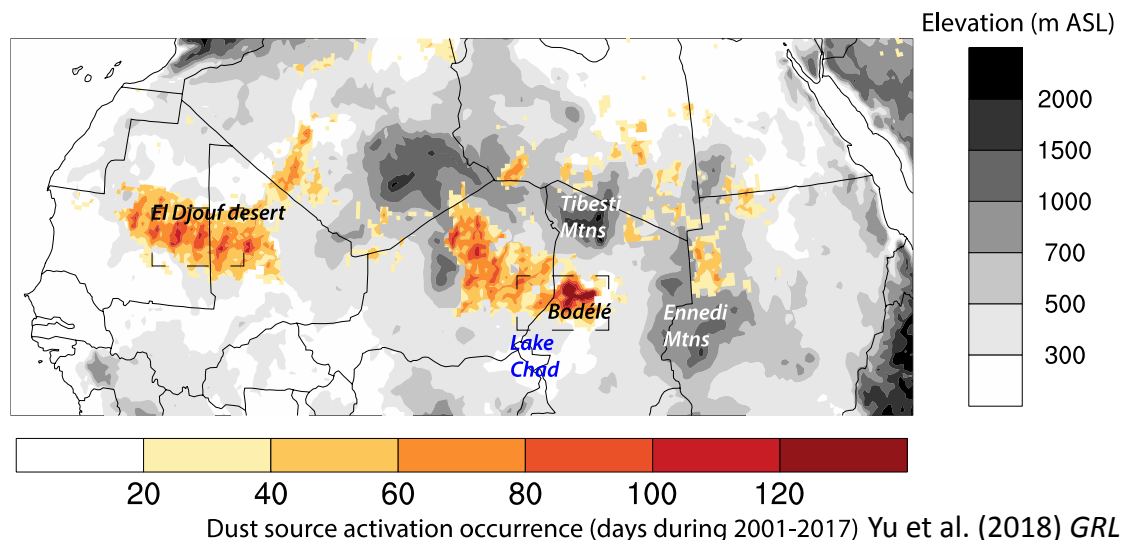 Elevation (m ASL)
2000
1500
1000
700
500
300
El Djouf desert
Tibesti
Mtns
Bodélé
Ennedi
Mtns
Lake
Chad
20 40 60 80 100 120
Dust source activation occurrence (days during 2001-2017) Yu et al. (2018) GRL